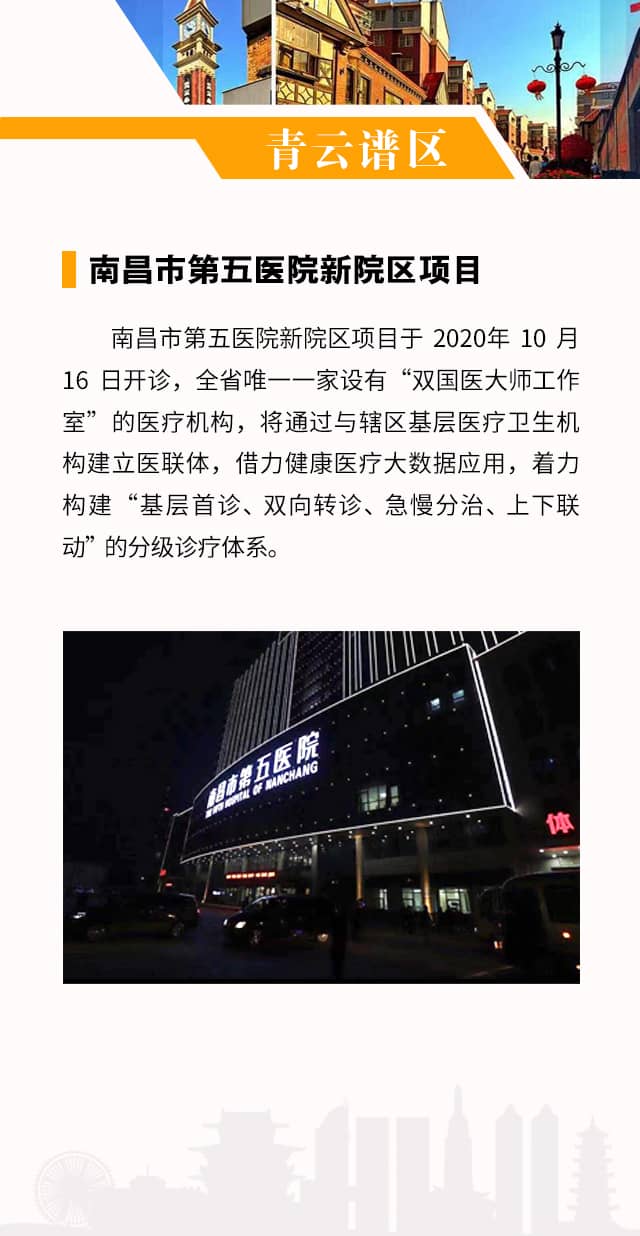 青云谱区
南昌市第五医院新院区项目
南昌市第五医院新院区项目于 2020年 10 月
16 日开诊，全省唯一一家设有“双国医大师工作
室”的医疗机构，将通过与辖区基层医疗卫生机
构建立医联体，借力健康医疗大数据应用，着力
构建“基层首诊、双向转诊、急慢分治、上下联
动”的分级诊疗体系。
南昌市第五医院
THE FIFTH HOSPITAL OF NANCHANG
体